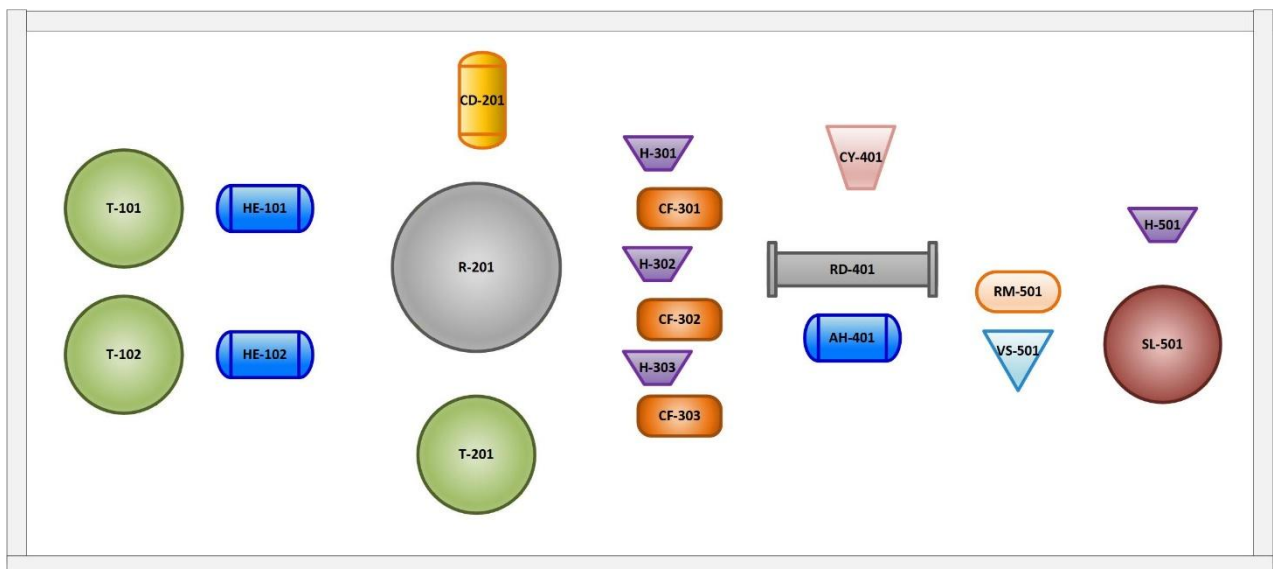 CD-201
H-301
CY-401
T-101
HE-101
CF-301
H-501
R-201
H-302
RD-401
RM-501
CF-302
AH-401
T-102
HE-102
VS-501
SL-501
H-303
CF-303
T-201